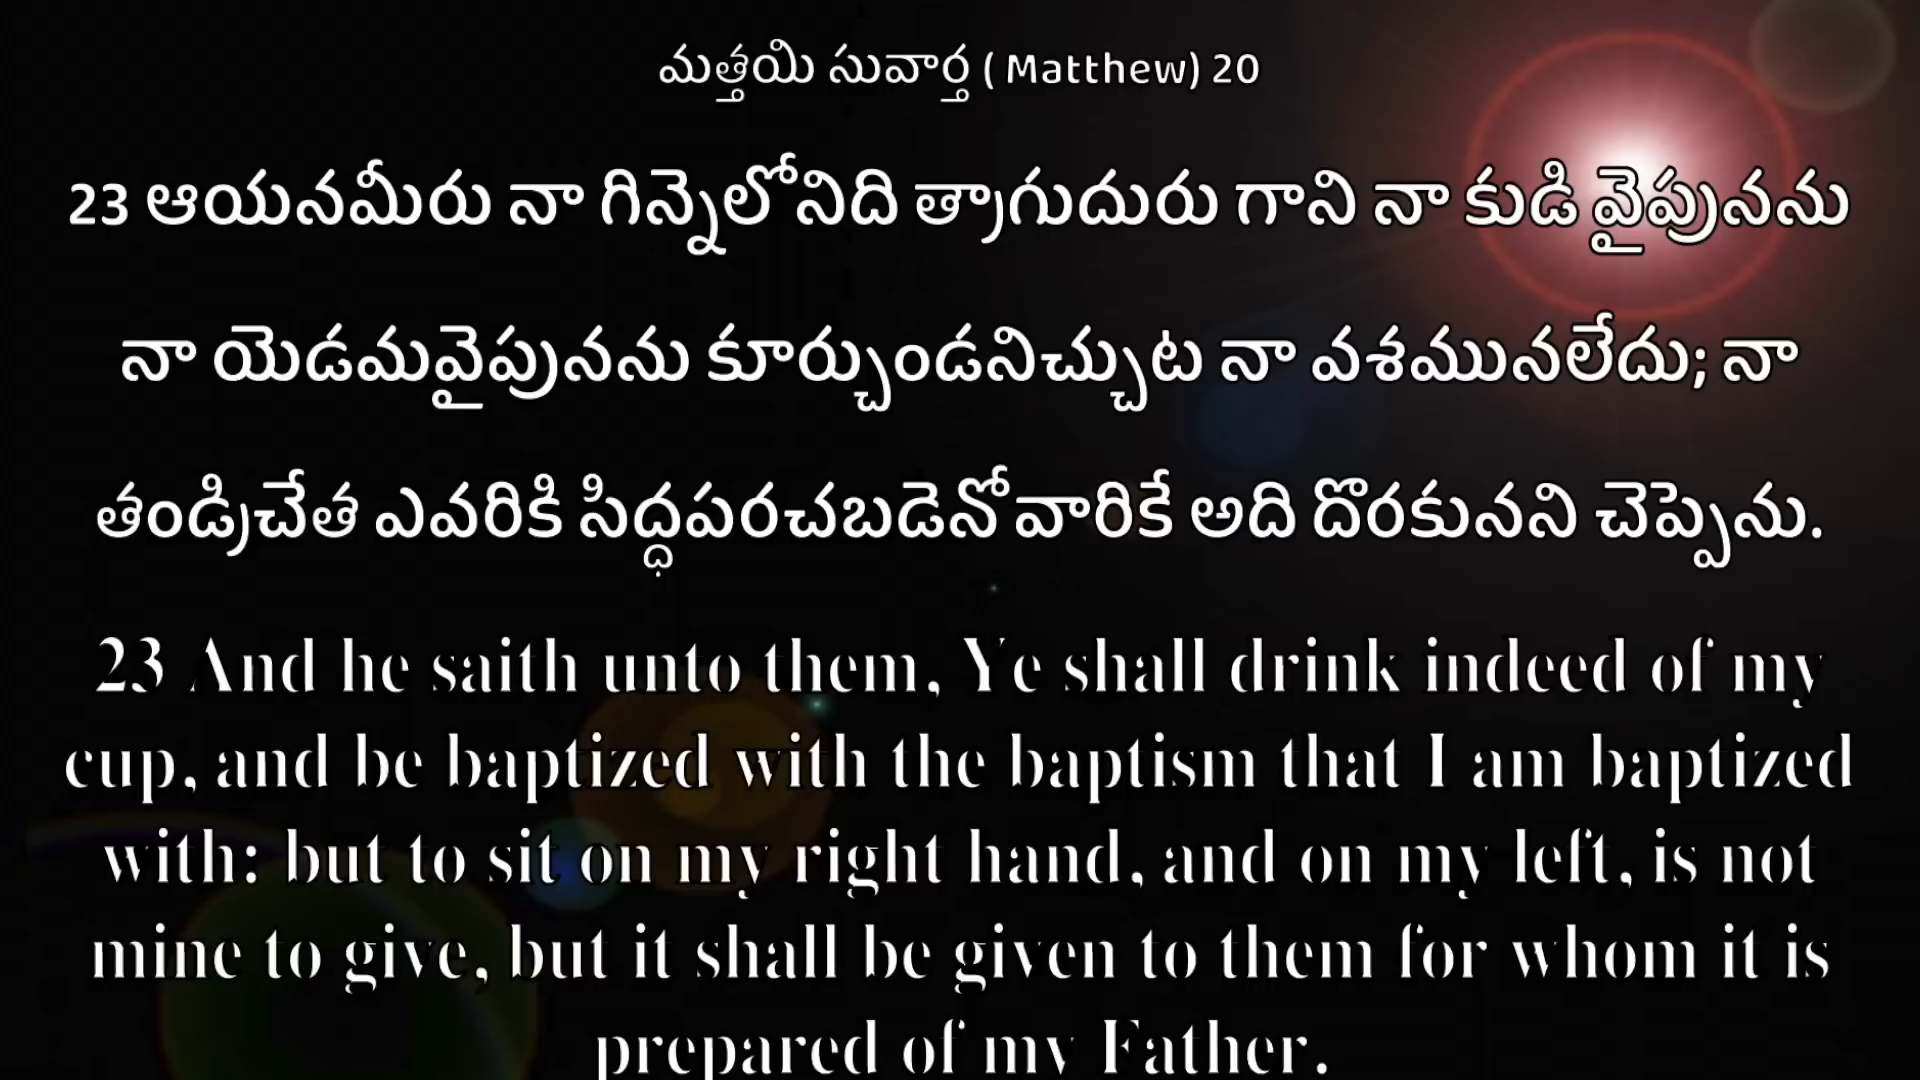 మత్తయి సువార్త ( Matthew) 20
23 ఆయనమీరు నా గిన్నెలోనిది త్రాగుదురు గాని నా కుడి వైపునను
నా యెడమవైపునను కూర్చుండనిచ్చుట నా వశమునలేదు; నా
తండ్రిచేత ఎవరికి సిద్ధపరచబడెనోవారికే అది దొరకునని చెప్పెను.
23 And he saith unto them, Ye shall drink indeed of my
cup, and be baptized with the baptism that I am baptized
with: but to sit on my right hand, and on my left, is not
mine to give, but it shall be given to them for whom it is
prepared of my Father.